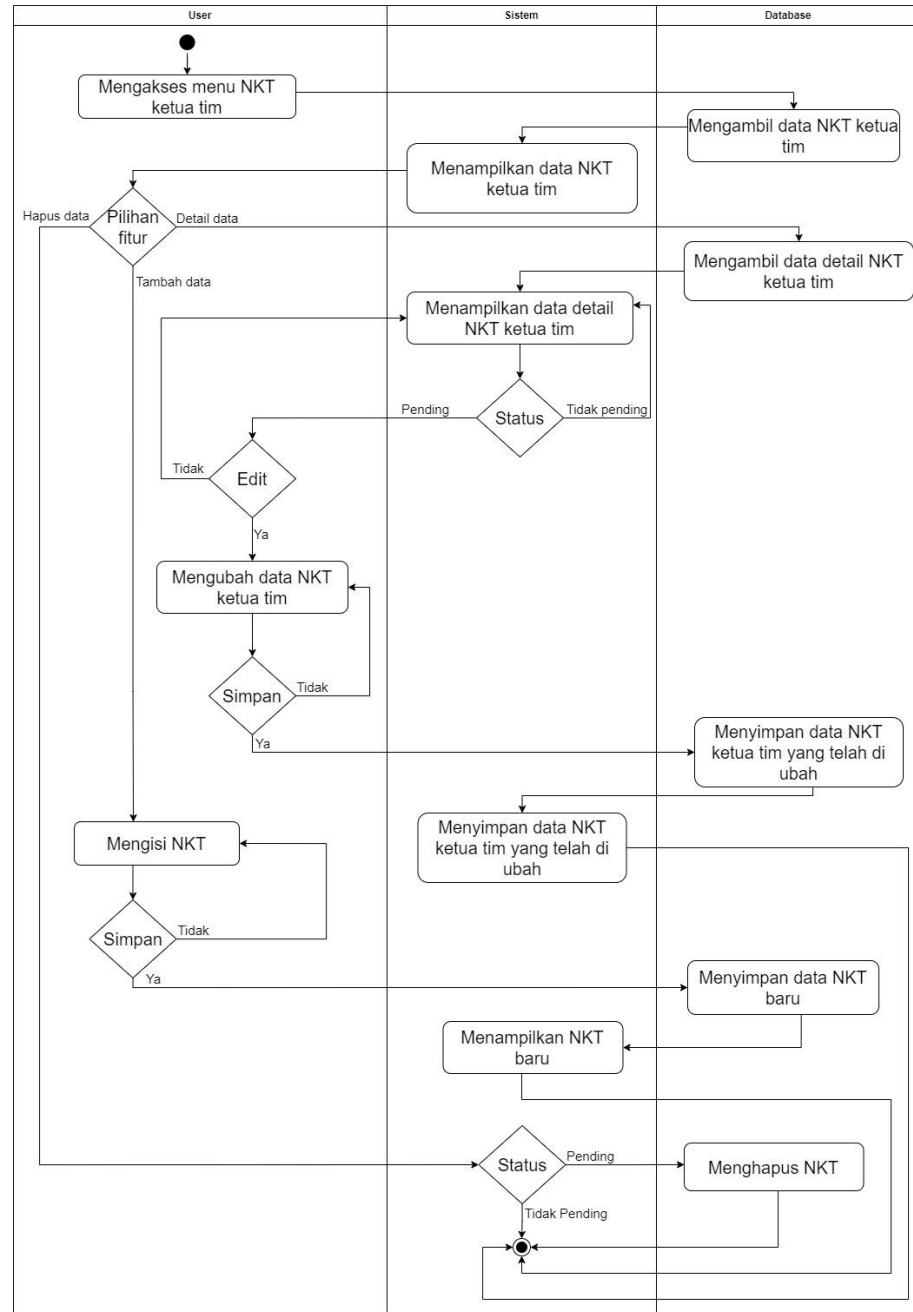 User
Sistem
Database
Mengakses menu NKT
ketua tim
Mengambil data NKT ketua
tim
Menampilkan data NKT
ketua tim
Hapus data
Pilihan
fitur
Detail data
Tambah data
Mengambil data detail NKT
ketua tim
Menampilkan data detail
NKT ketua tim
Pending
Status
Tidak pending
Tidak
Edit
Ya
Mengubah data NKT
ketua tim
Simpan
Tidak
Ya
Menyimpan data NKT
ketua tim yang telah di
ubah
Menyimpan data NKT
ketua tim yang telah di
ubah
Mengisi NKT
Simpan
Tidak
Ya
Menyimpan data NKT
baru
Menampilkan NKT
baru
Status
Pending
Menghapus NKT
Tidak Pending